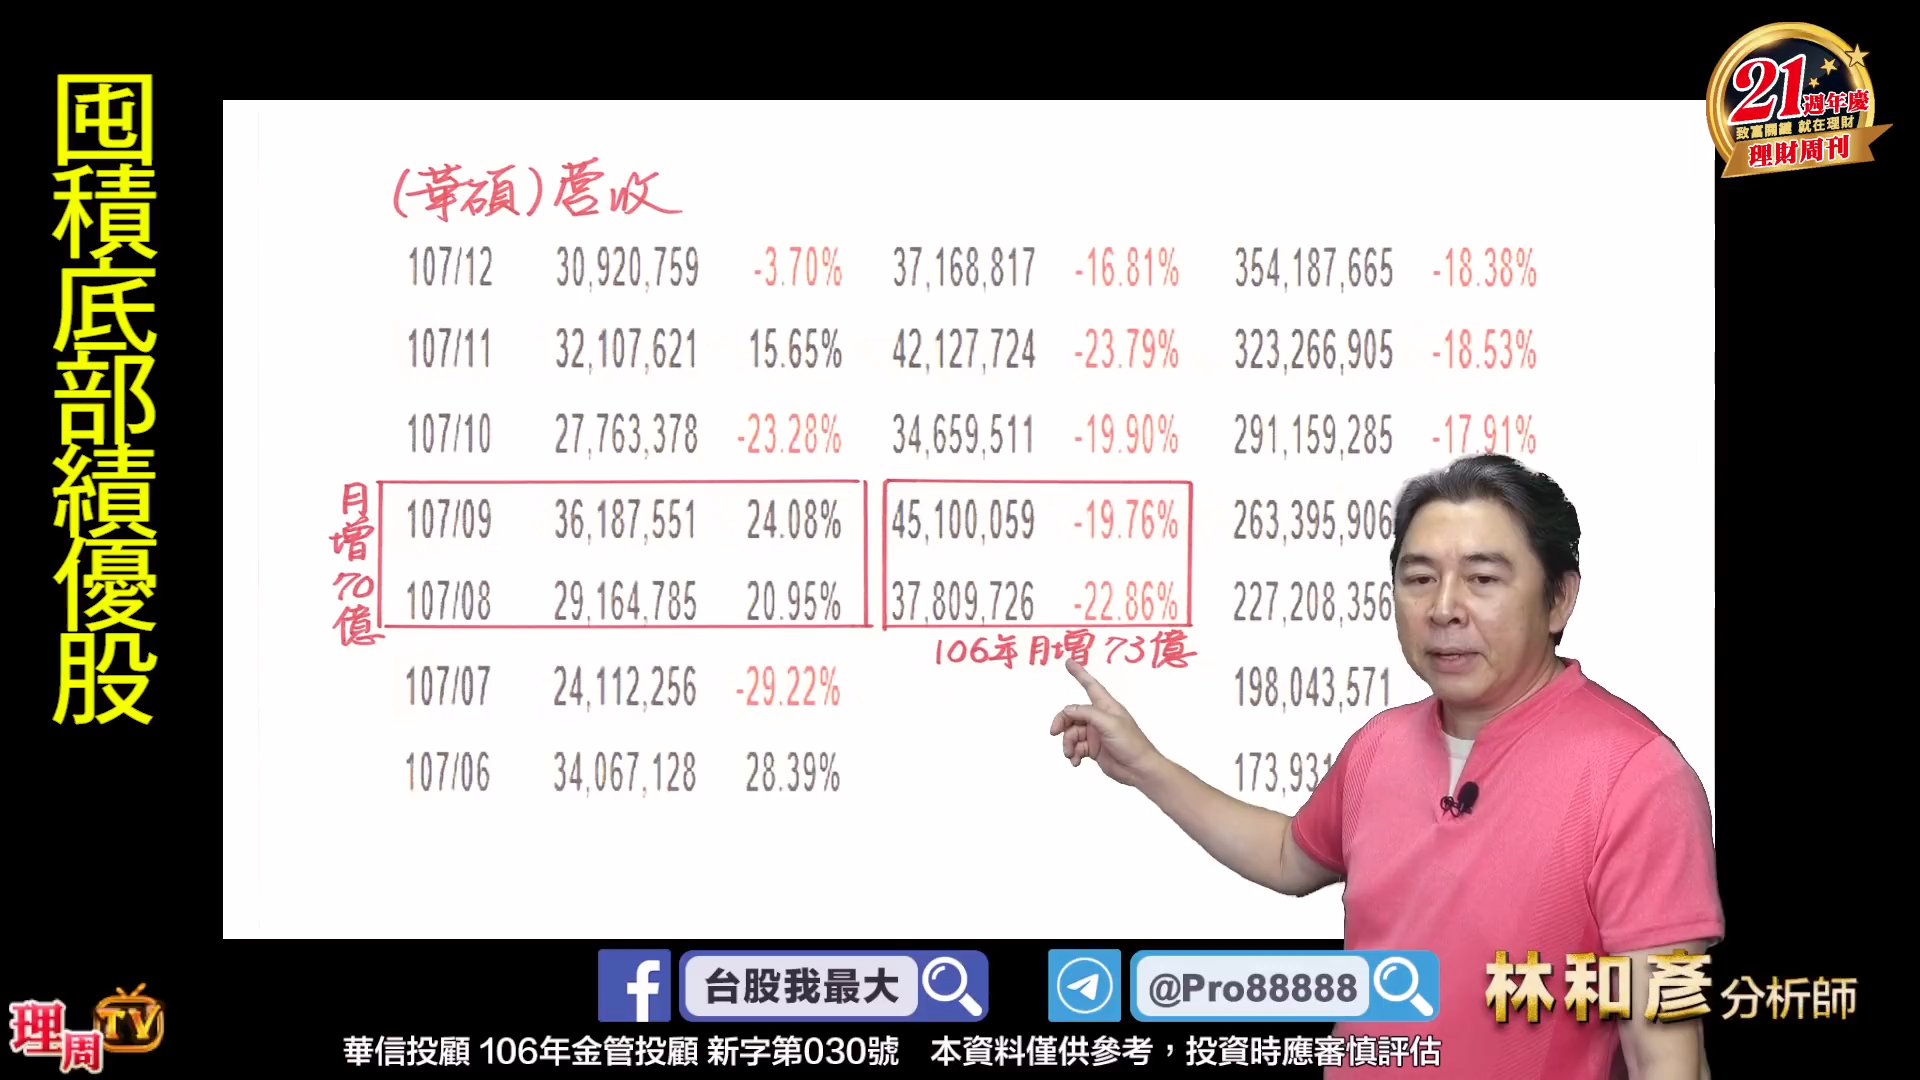 囤積底部績優股
21週年慶
致富關鍵 就在理財
理財周刊
(華碩)營收
107/12 30,920,759 -3.70% 37,168,817 -16.81% 354,187,665 -18.38%
107/11 32,107,621 15.65% 42,127,724 -23.79% 323,266,905 -18.53%
107/10 27,763,378 -23.28% 34,659,511 -19.90% 291,159,285 -17.91%
月增70億
107/09 36,187,551 24.08% 45,100,059 -19.76% 263,395,906
107/08 29,164,785 20.95% 37,809,726 -22.86% 227,208,356
106年月增73億
107/07 24,112,256 -29.22% 198,043,571
107/06 34,067,128 28.39% 173,931
台股我最大
@Pro88888
林和彥分析師
理周TV
華信投顧 106年金管投顧 新字第030號 本資料僅供參考,投資時應審慎評估